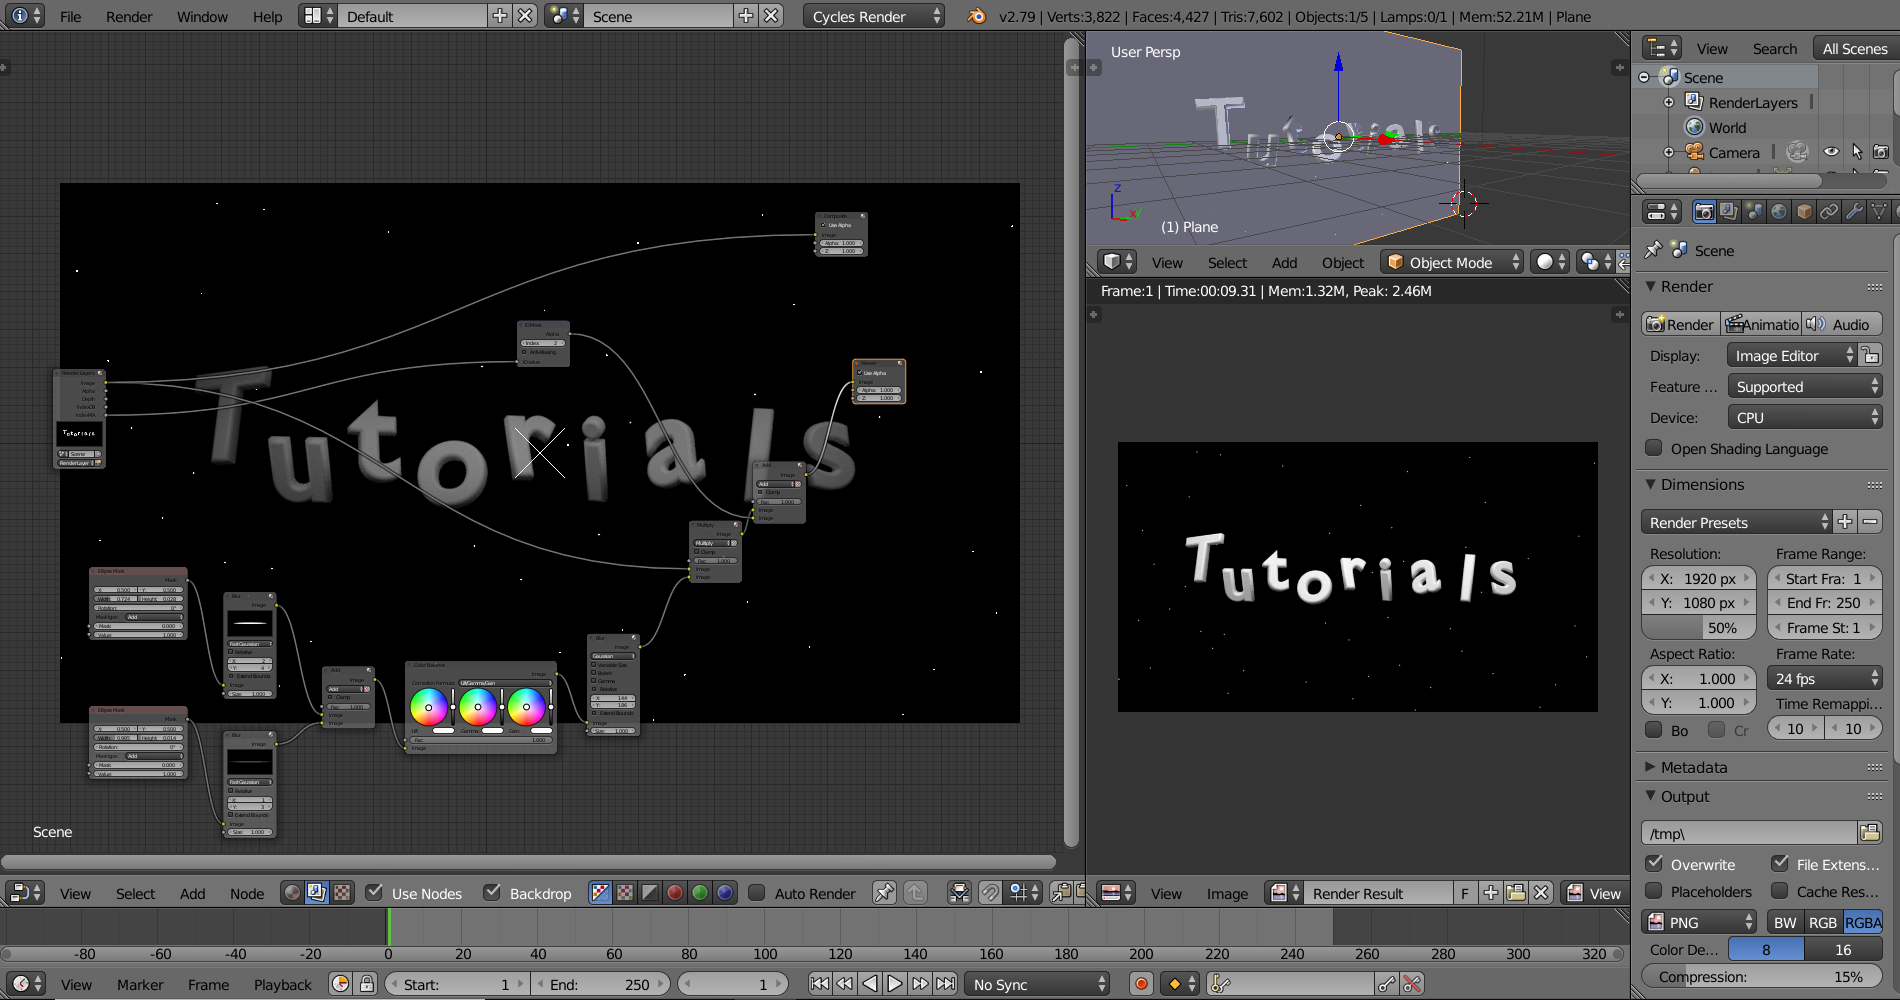 File Render Window Help Default Scene Cycles Render v2.79 | Verts:3,822 | Faces:4,427 | Tris:7,602 | Objects:1/5 | Lamps:0/1 | Mem:52.21M | Plane
User Persp
Tutorials
Z
(1) Plane
View Select Add Object Object Mode
Frame:1 | Time:00:09.31 | Mem:1.32M, Peak: 2.46M
Tutorials
Tutorials
Scene
View Select Add Node Use Nodes Backdrop Auto Render
View Image Render Result F View
-80 -60 -40 -20 0 20 40 60 80 100 120 140 160 180 200 220 240 260 280 300 320
View Marker Frame Playback Start: 1 End: 250 1 No Sync
View Search All Scenes
Scene
RenderLayers
World
Camera
Scene
Render
Render Animatio Audio
Display: Image Editor
Feature ... Supported
Device: CPU
Open Shading Language
Dimensions
Render Presets
Resolution: Frame Range:
X: 1920 px Start Fra: 1
Y: 1080 px End Fr: 250
50% Frame St: 1
Aspect Ratio: Frame Rate:
X: 1.000 24 fps
Y: 1.000 Time Remappi...
Bo Cr 10 10
Metadata
Output
/tmp\
Overwrite File Extens...
Placeholders Cache Res...
PNG BW RGB RGBA
Color De... 8 16
Compression: 15%